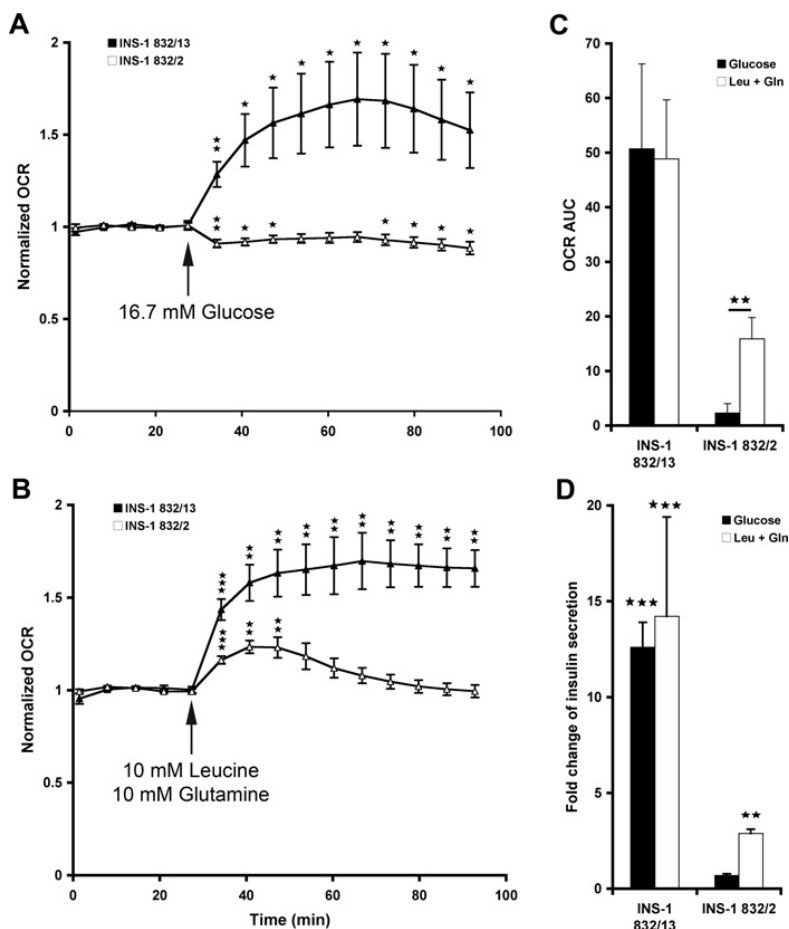 A
INS-1 832/13
INS-1 832/2
Normalized OCR
2
1.5
1
0.5
0
16.7 mM Glucose
0 20 40 60 80 100
B
INS-1 832/13
INS-1 832/2
Normalized OCR
2
1.5
1
0.5
0
10 mM Leucine
10 mM Glutamine
0 20 40 60 80 100
Time (min)
C
Glucose
Leu + Gln
OCR AUC
70
60
50
40
30
20
10
0
★★
INS-1
832/13
INS-1 832/2
D
Glucose
Leu + Gln
Fold change of insulin secretion
20
15
10
5
0
★★★
★★★
★★
INS-1
832/13
INS-1 832/2